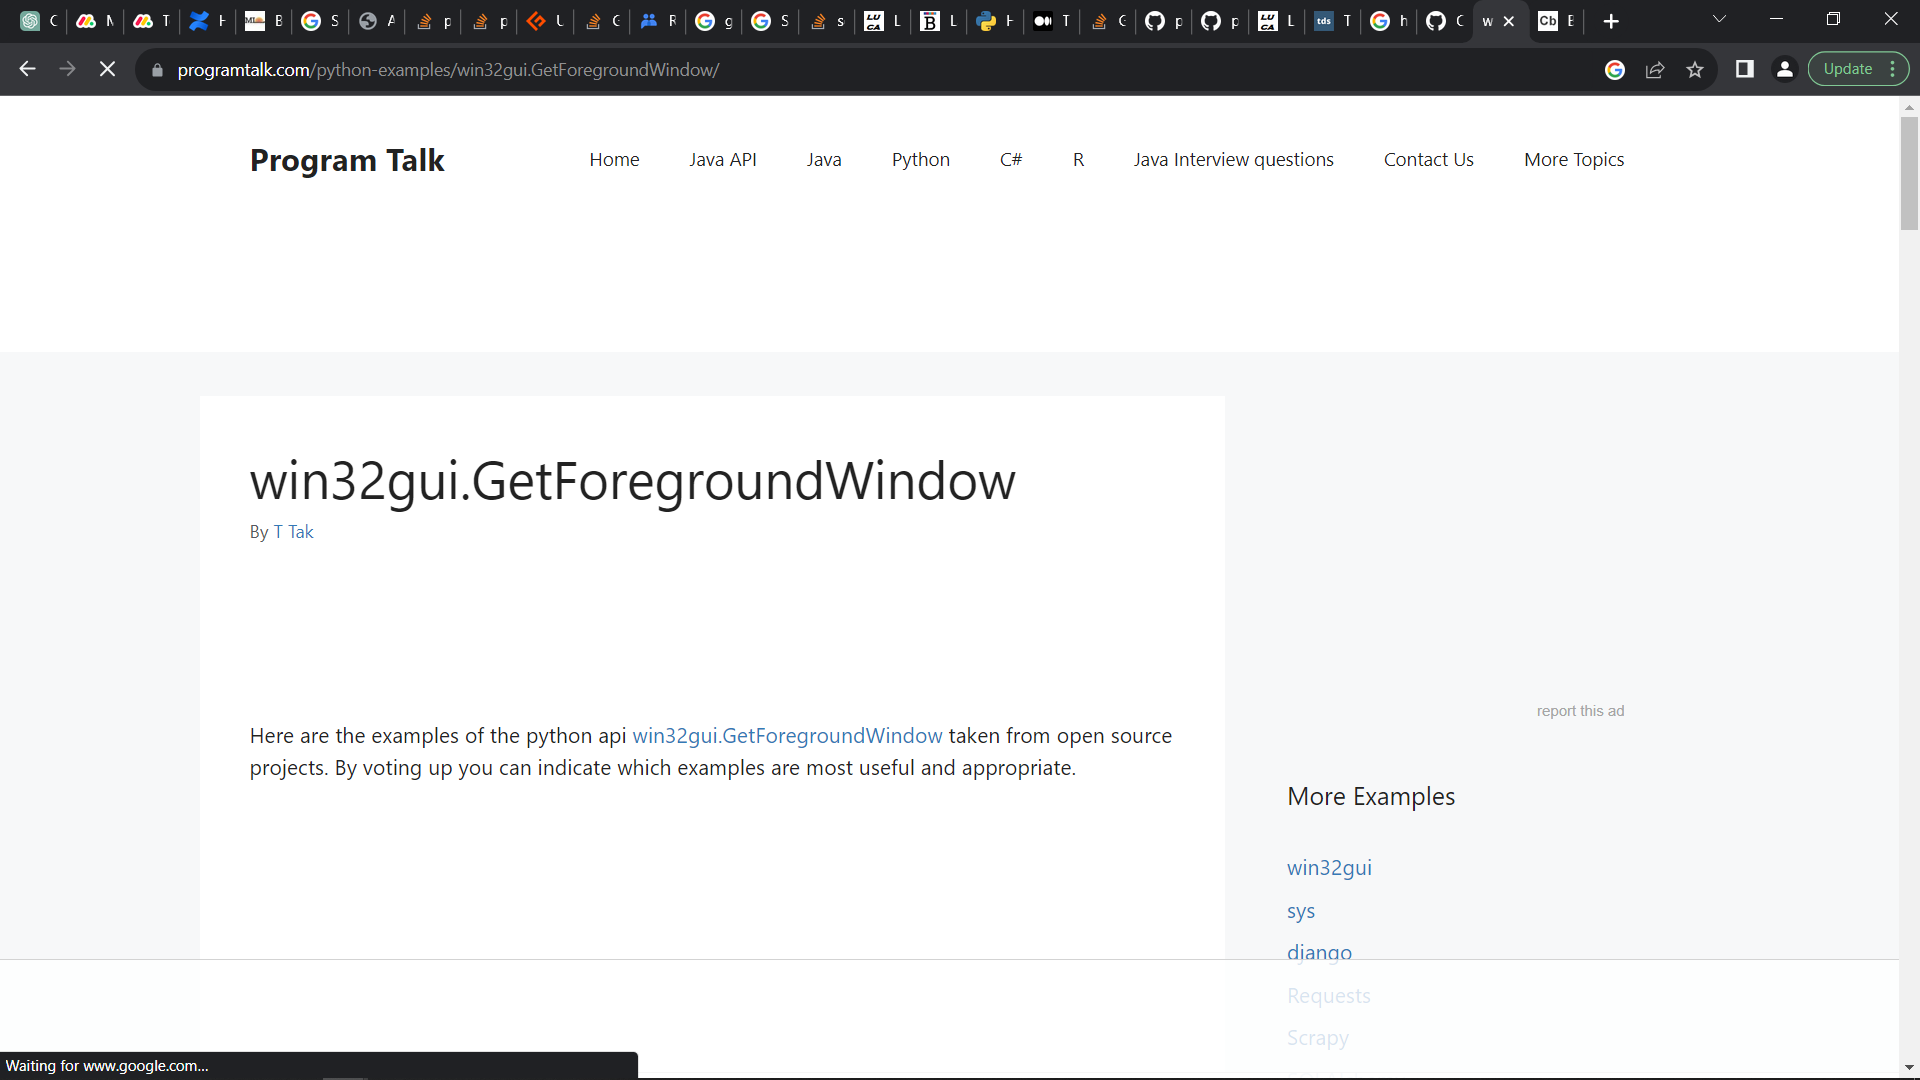 programtalk.com/python-examples/win32gui.GetForegroundWindow/
Update
Program Talk
Home
Java API
Java
Python
C#
R
Java Interview questions
Contact Us
More Topics
win32gui.GetForegroundWindow
By T Tak
Here are the examples of the python api win32gui.GetForegroundWindow taken from open source
projects. By voting up you can indicate which examples are most useful and appropriate.
report this ad
More Examples
win32gui
sys
django
Requests
Scrapy
Waiting for www.google.com...